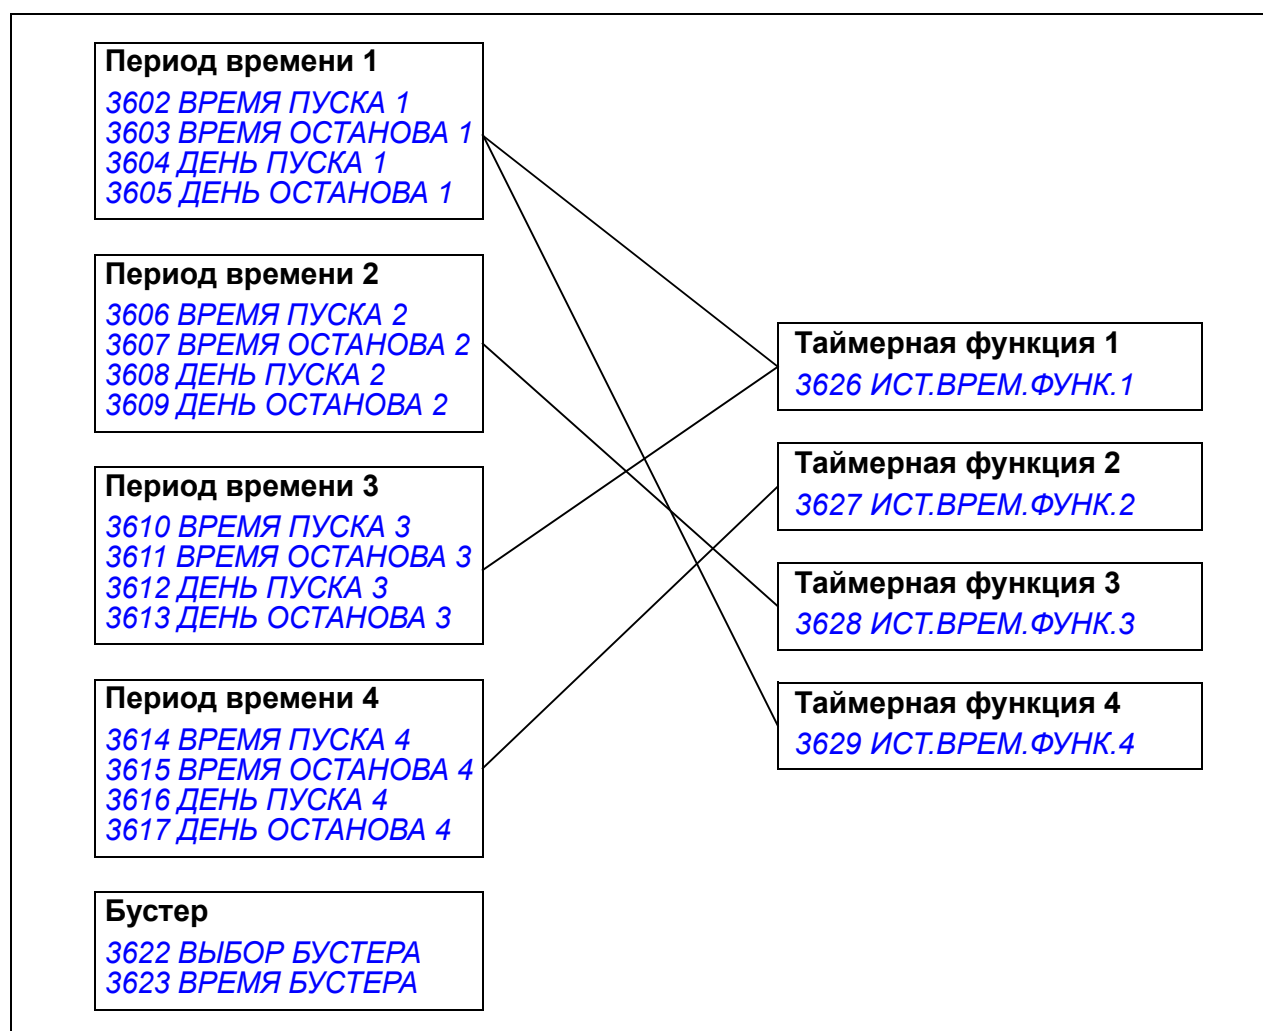 Период времени 1
3602 ВРЕМЯ ПУСКА 1
3603 ВРЕМЯ ОСТАНОВА 1
3604 ДЕНЬ ПУСКА 1
3605 ДЕНЬ ОСТАНОВА 1
Период времени 2
3606 ВРЕМЯ ПУСКА 2
3607 ВРЕМЯ ОСТАНОВА 2
3608 ДЕНЬ ПУСКА 2
3609 ДЕНЬ ОСТАНОВА 2
Период времени 3
3610 ВРЕМЯ ПУСКА 3
3611 ВРЕМЯ ОСТАНОВА 3
3612 ДЕНЬ ПУСКА 3
3613 ДЕНЬ ОСТАНОВА 3
Период времени 4
3614 ВРЕМЯ ПУСКА 4
3615 ВРЕМЯ ОСТАНОВА 4
3616 ДЕНЬ ПУСКА 4
3617 ДЕНЬ ОСТАНОВА 4
Бустер
3622 ВЫБОР БУСТЕРА
3623 ВРЕМЯ БУСТЕРА
Таймерная функция 1
3626 ИСТ.ВРЕМ.ФУНК.1
Таймерная функция 2
3627 ИСТ.ВРЕМ.ФУНК.2
Таймерная функция 3
3628 ИСТ.ВРЕМ.ФУНК.3
Таймерная функция 4
3629 ИСТ.ВРЕМ.ФУНК.4